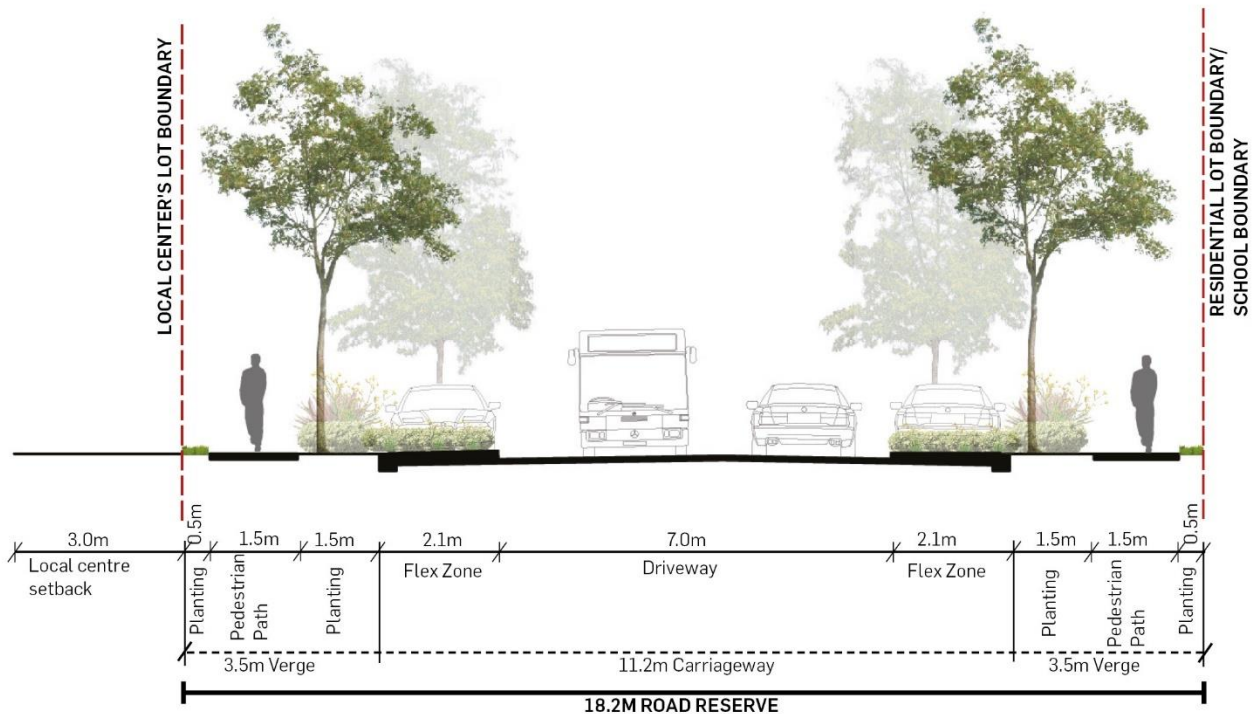 LOCAL CENTER'S LOT BOUNDARY
RESIDENTIAL LOT BOUNDARY/
SCHOOL BOUNDARY
3.0m
0.5m
1.5m
1.5m
2.1m
7.0m
2.1m
1.5m
1.5m
0.5m
Local centre
setback
Planting
Pedestrian
Path
Planting
Flex Zone
Driveway
Flex Zone
Planting
Pedestrian
Path
Planting
3.5m Verge
11.2m Carriageway
3.5m Verge
18.2M ROAD RESERVE